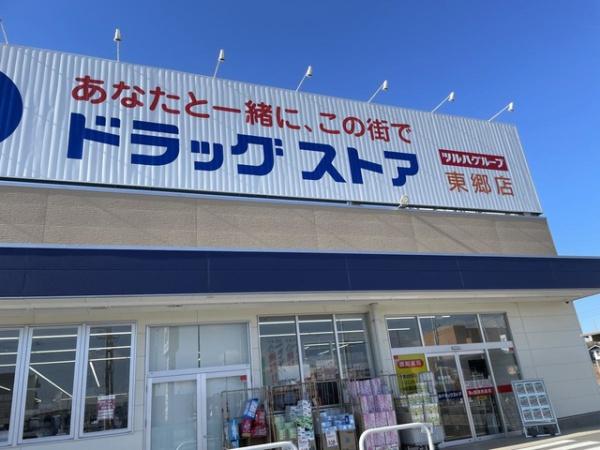 あなたと一緒に、この街で
ドラッグストア
ツルハグループ
東郷店